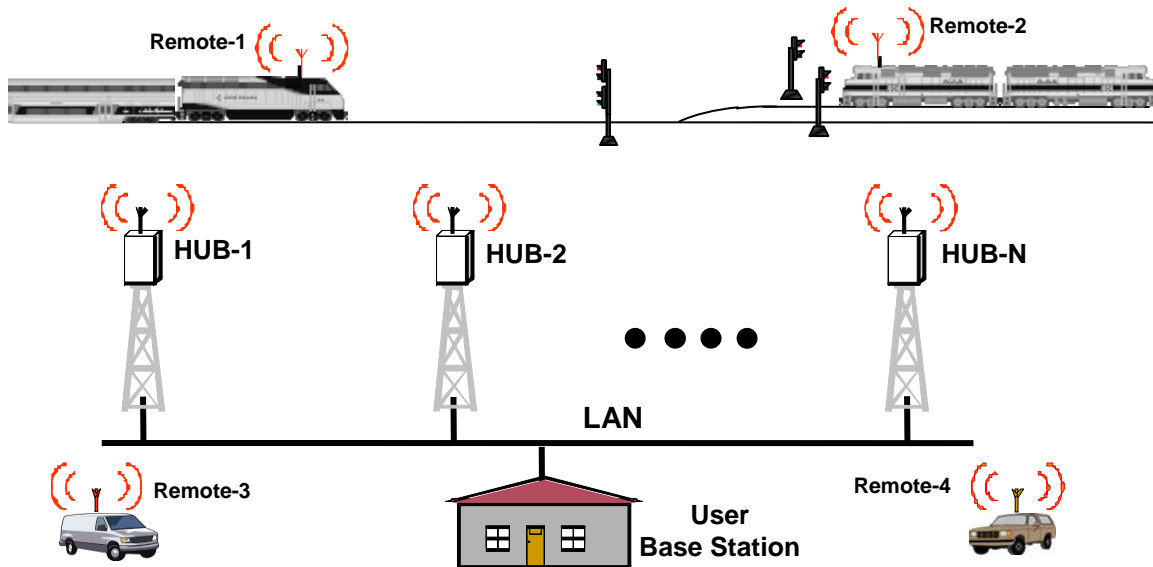 Remote-1
Remote-2
HUB-1
HUB-2
HUB-N
LAN
Remote-3
Remote-4
User
Base Station